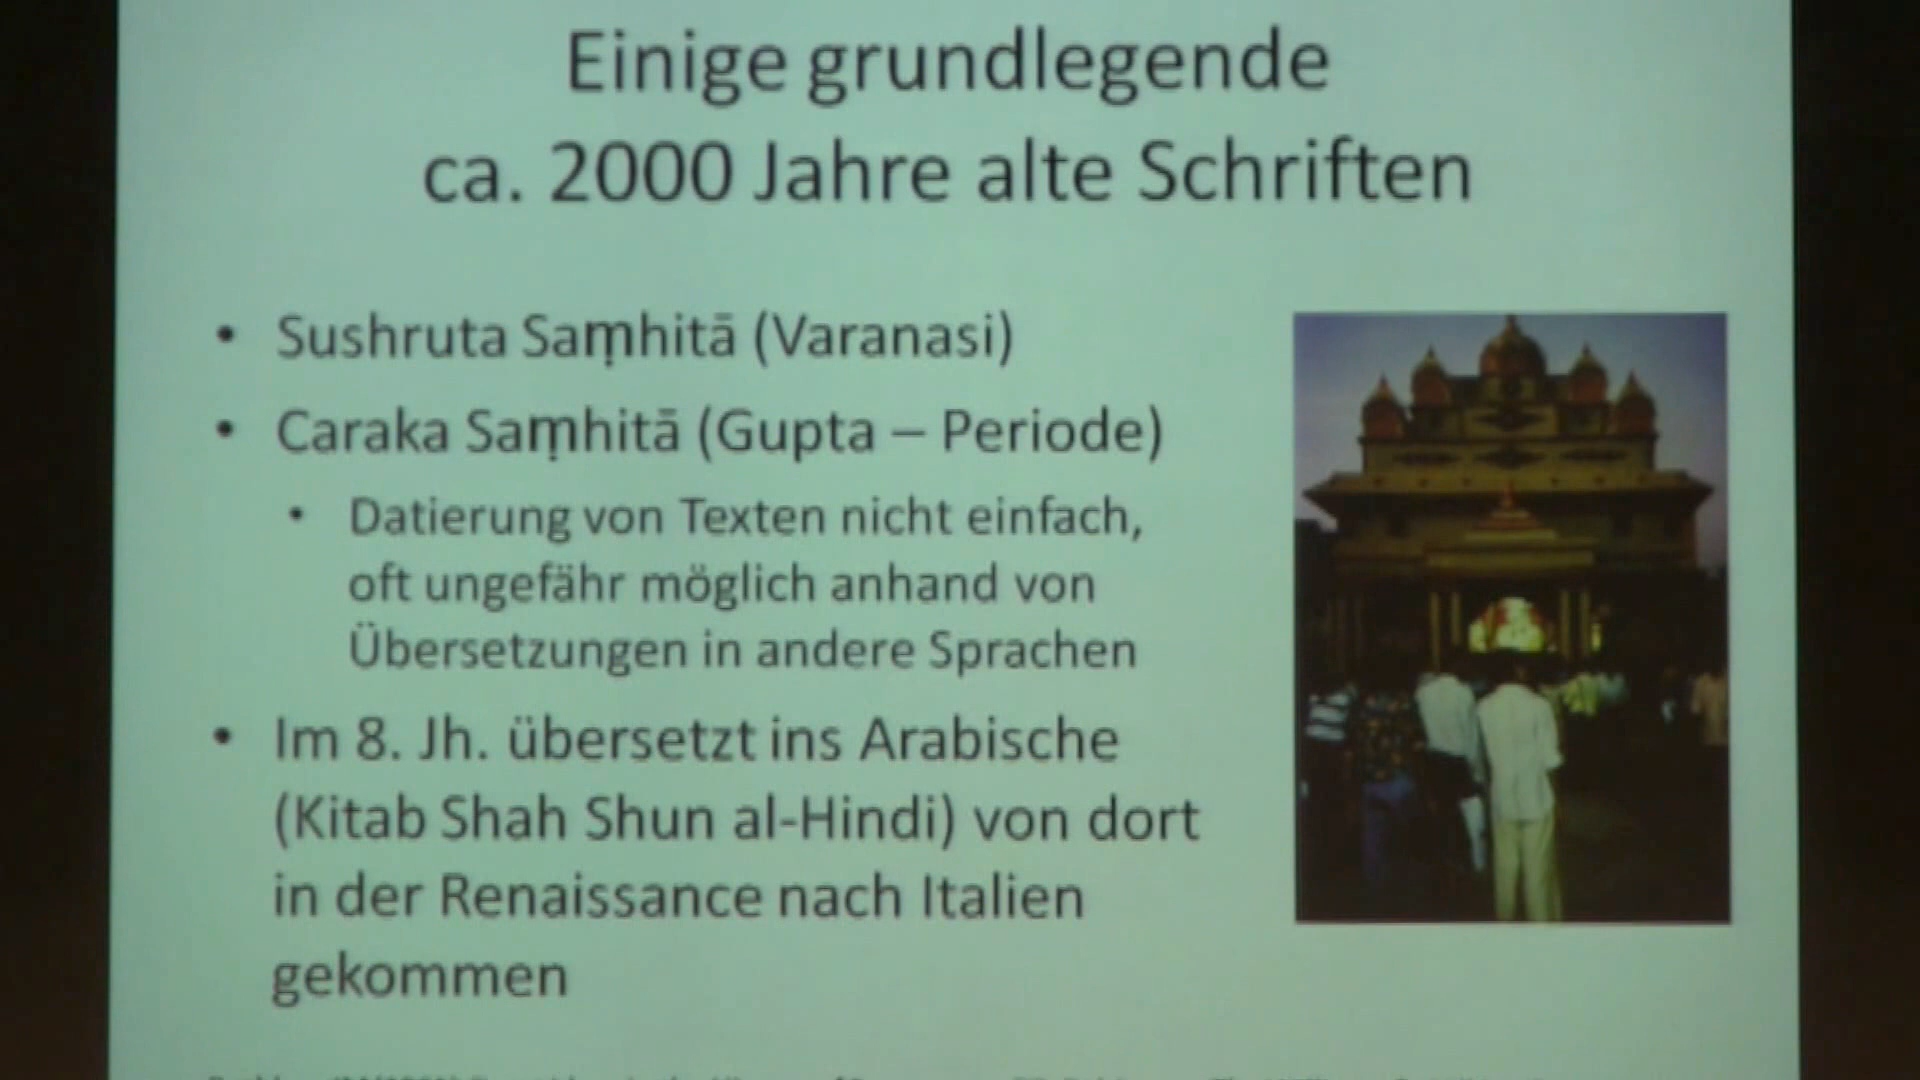 Einige grundlegende
ca. 2000 Jahre alte Schriften
• Sushruta Saṃhitā (Varanasi)
• Caraka Saṃhitā (Gupta – Periode)
• Datierung von Texten nicht einfach,
oft ungefähr möglich anhand von
Übersetzungen in andere Sprachen
• Im 8. Jh. übersetzt ins Arabische
(Kitab Shah Shun al-Hindi) von dort
in der Renaissance nach Italien
gekommen